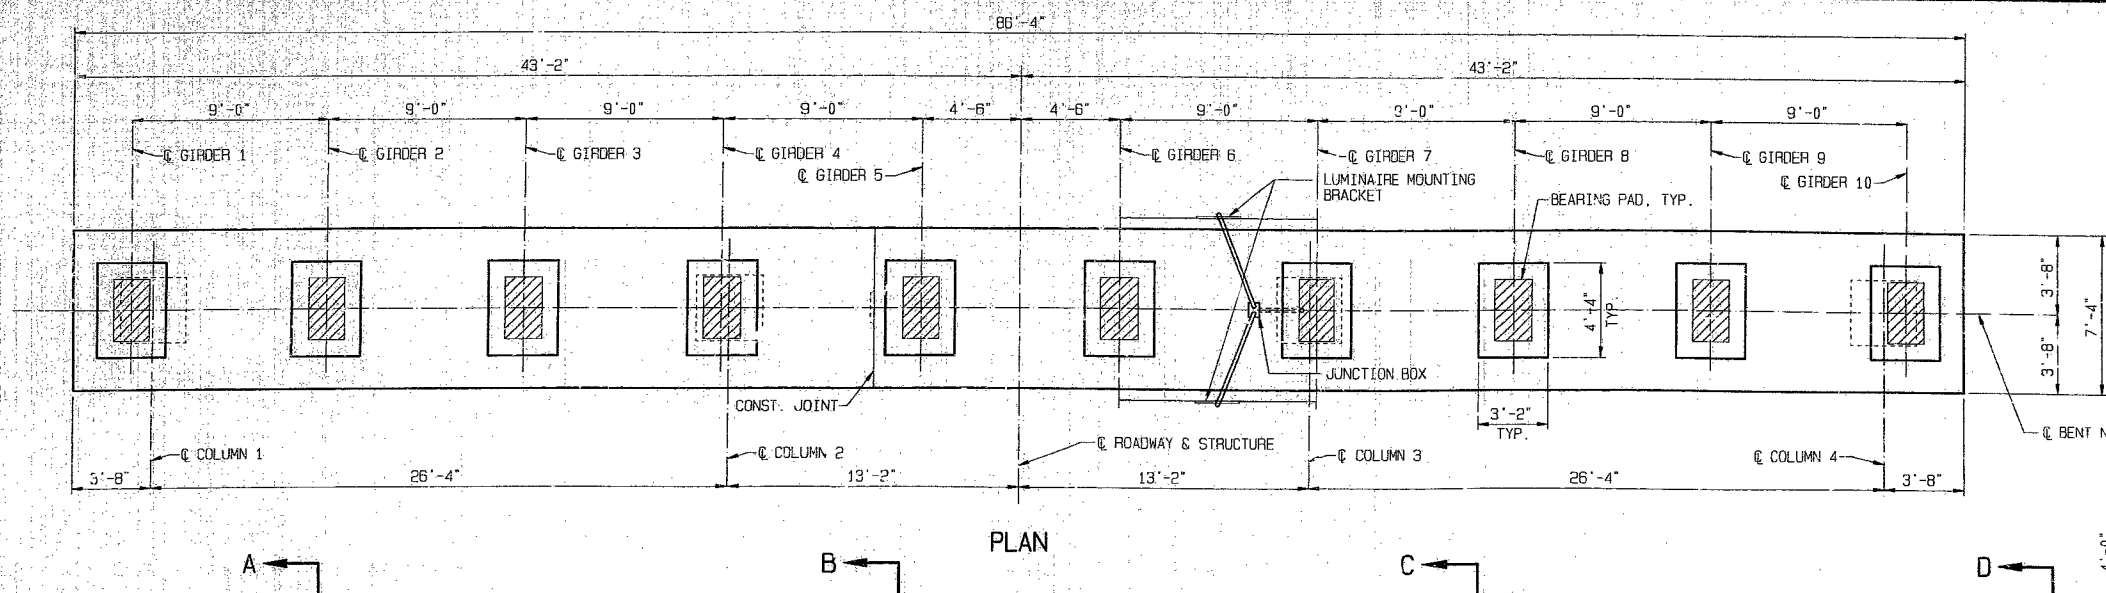 86'-4"
43'-2" 43'-2"
9'-0" 9'-0" 9'-0" 9'-0" 4'-6" 4'-6" 9'-0" 9'-0" 9'-0" 9'-0"
℄ GIRDER 1 ℄ GIRDER 2 ℄ GIRDER 3 ℄ GIRDER 4 ℄ GIRDER 6 ℄ GIRDER 7 ℄ GIRDER 8 ℄ GIRDER 9
℄ GIRDER 5 ℄ GIRDER 10
LUMINAIRE MOUNTING
BRACKET
BEARING PAD, TYP.
4'-4"
TYP.
3'-8"
3'-8"
7'-4"
JUNCTION BOX
CONST. JOINT
3'-2"
TYP.
℄ ROADWAY & STRUCTURE
℄ BENT
℄ COLUMN 1 ℄ COLUMN 2 ℄ COLUMN 3 ℄ COLUMN 4
3'-8" 26'-4" 13'-2" 13'-2" 26'-4" 3'-8"
PLAN
A B C D